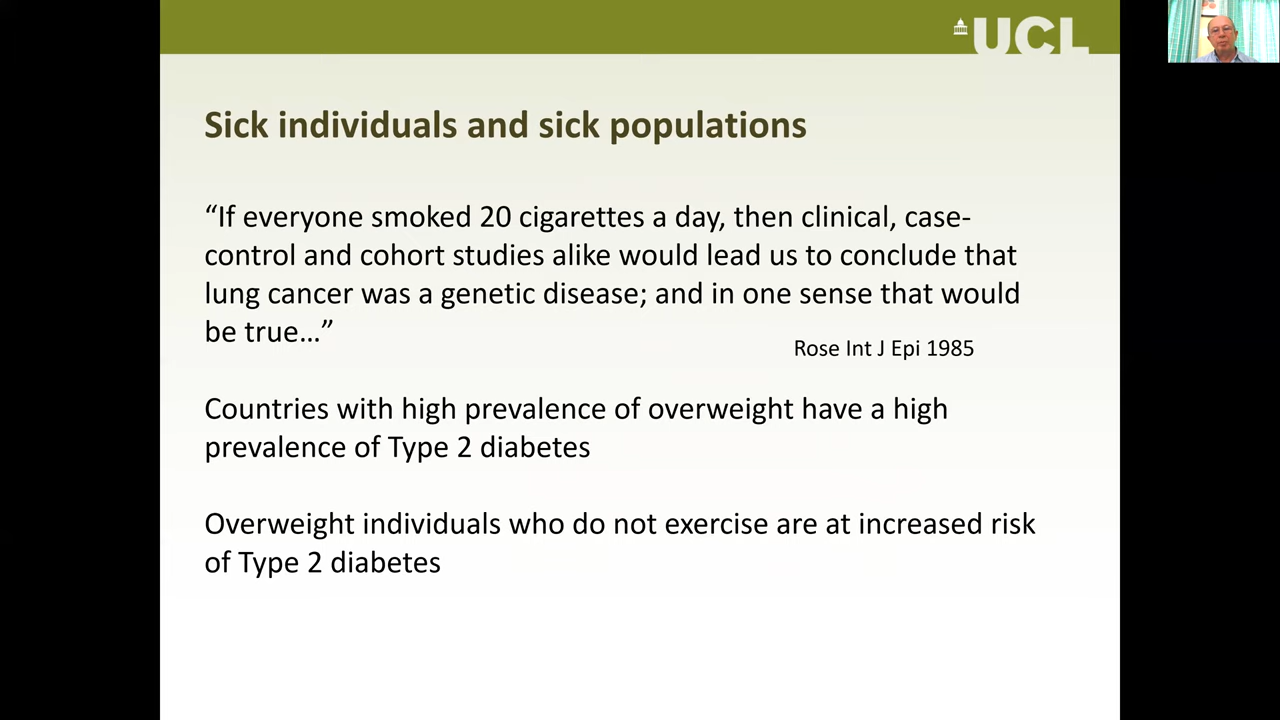 UCL
Sick individuals and sick populations
“If everyone smoked 20 cigarettes a day, then clinical, case-
control and cohort studies alike would lead us to conclude that
lung cancer was a genetic disease; and in one sense that would
be true…”
Rose Int J Epi 1985
Countries with high prevalence of overweight have a high
prevalence of Type 2 diabetes
Overweight individuals who do not exercise are at increased risk
of Type 2 diabetes